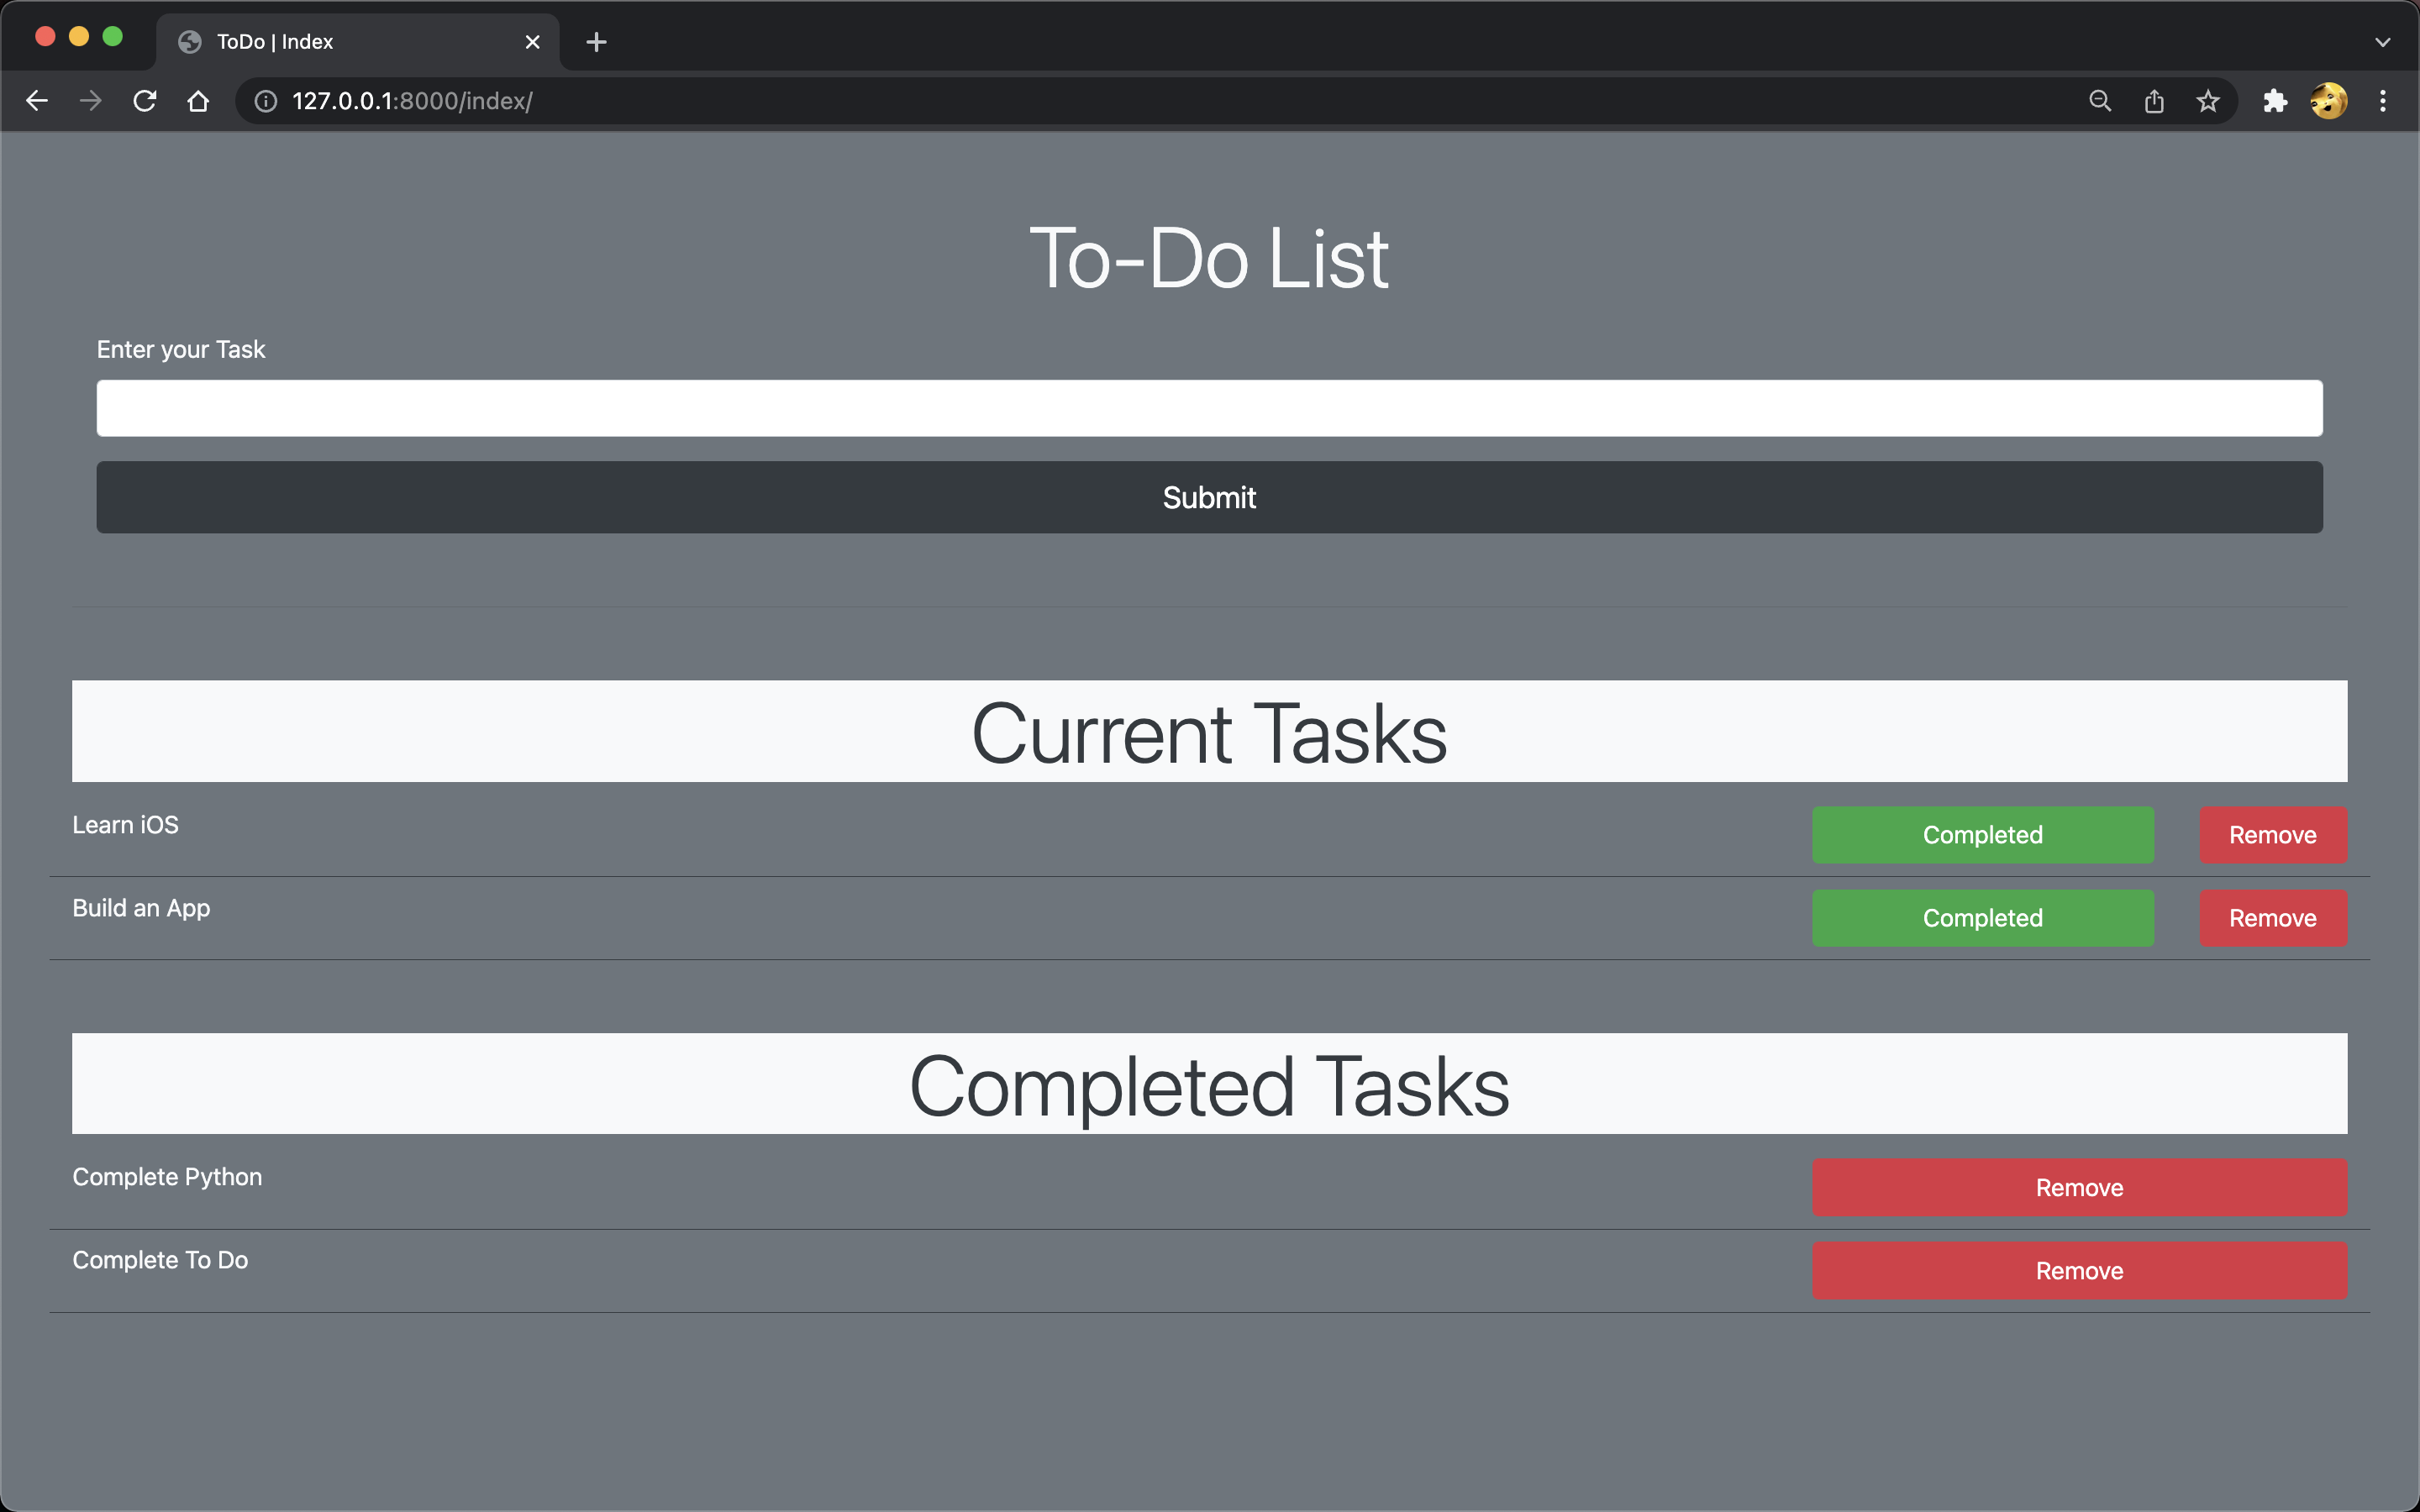 ToDo | Index
127.0.0.1:8000/index/
To-Do List
Enter your Task
Submit
Current Tasks
Learn iOS Completed Remove
Build an App Completed Remove
Completed Tasks
Complete Python Remove
Complete To Do Remove